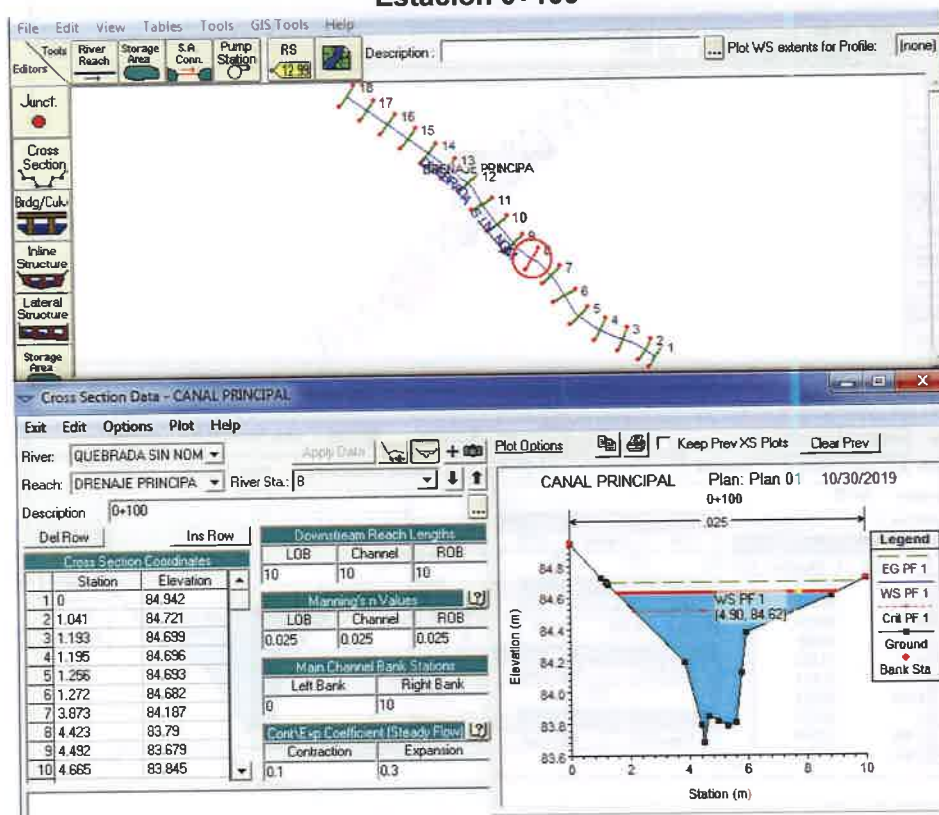 Estación 0+100
File Edit View Tables Tools GIS Tools Help
Tools
Editors
River Reach
Storage Area
S.A. Conn.
Pump Station
RS
12.99
Description :
...
Plot WS extents for Profile:
(none)
Junct.
Cross Section
Brdg/Culv
Inline Structure
Lateral Structure
Storage Area
18
17
16
15
14
13
12
11
10
9
8
7
6
5
4
3
2
1
DRENAJE PRINCIPA
QUEBRADA SIN NOM
Cross Section Data - CANAL PRINCIPAL
Exit Edit Options Plot Help
River: QUEBRADA SIN NOM
Apply Data
Reach: DRENAJE PRINCIPA River Sta.: 8
Description 0+100
...
Del Row Ins Row
Cross Section Coordinates
Station Elevation
1 0 84.942
2 1.041 84.721
3 1.193 84.699
4 1.195 84.696
5 1.256 84.693
6 1.272 84.682
7 3.873 84.187
8 4.423 83.79
9 4.492 83.679
10 4.665 83.845
Downstream Reach Lengths
LOB Channel ROB
10 10 10
Manning's n Values ?
LOB Channel ROB
0.025 0.025 0.025
Main Channel Bank Stations
Left Bank Right Bank
0 10
Cont\Exp Coefficient (Steady Flow) ?
Contraction Expansion
0.1 0.3
Plot Options Keep Prev XS Plots Clear Prev
CANAL PRINCIPAL Plan: Plan 01 10/30/2019
0+100
.025
84.8
84.6
84.4
84.2
84.0
83.8
83.6
Elevation (m)
WS PF 1
[4.90, 84.62]
0 2 4 6 8 10
Station (m)
Legend
EG PF 1
WS PF 1
Crit PF 1
Ground
Bank Sta